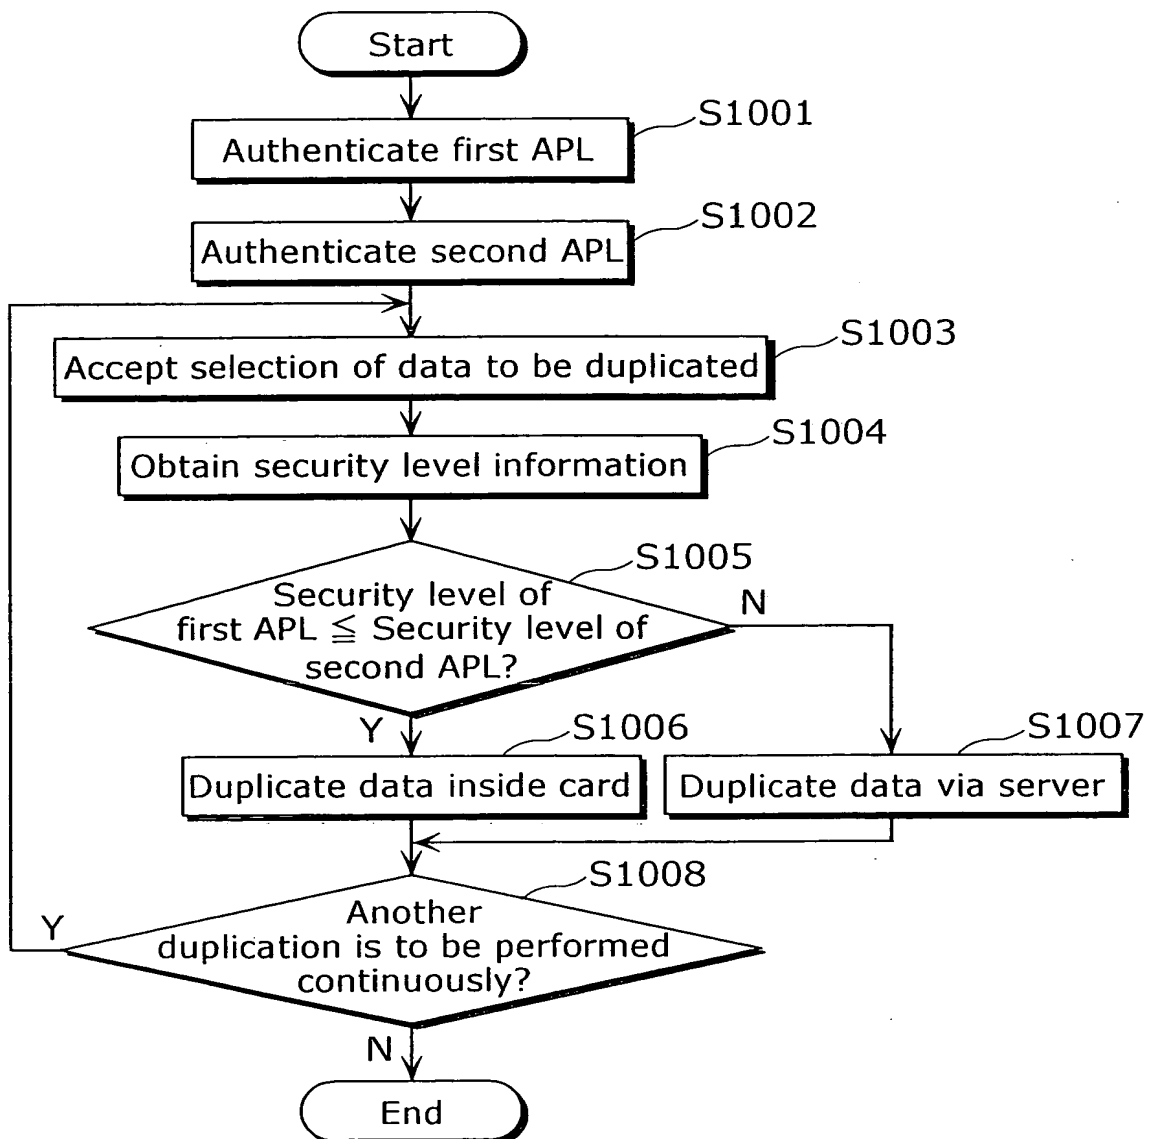 Start
S1001
Authenticate first APL
S1002
Authenticate second APL
S1003
Accept selection of data to be duplicated
S1004
Obtain security level information
S1005
Security level of
first APL ≦ Security level of
second APL?
N
Y
S1006
Duplicate data inside card
S1007
Duplicate data via server
S1008
Another
duplication is to be performed
continuously?
Y
N
End